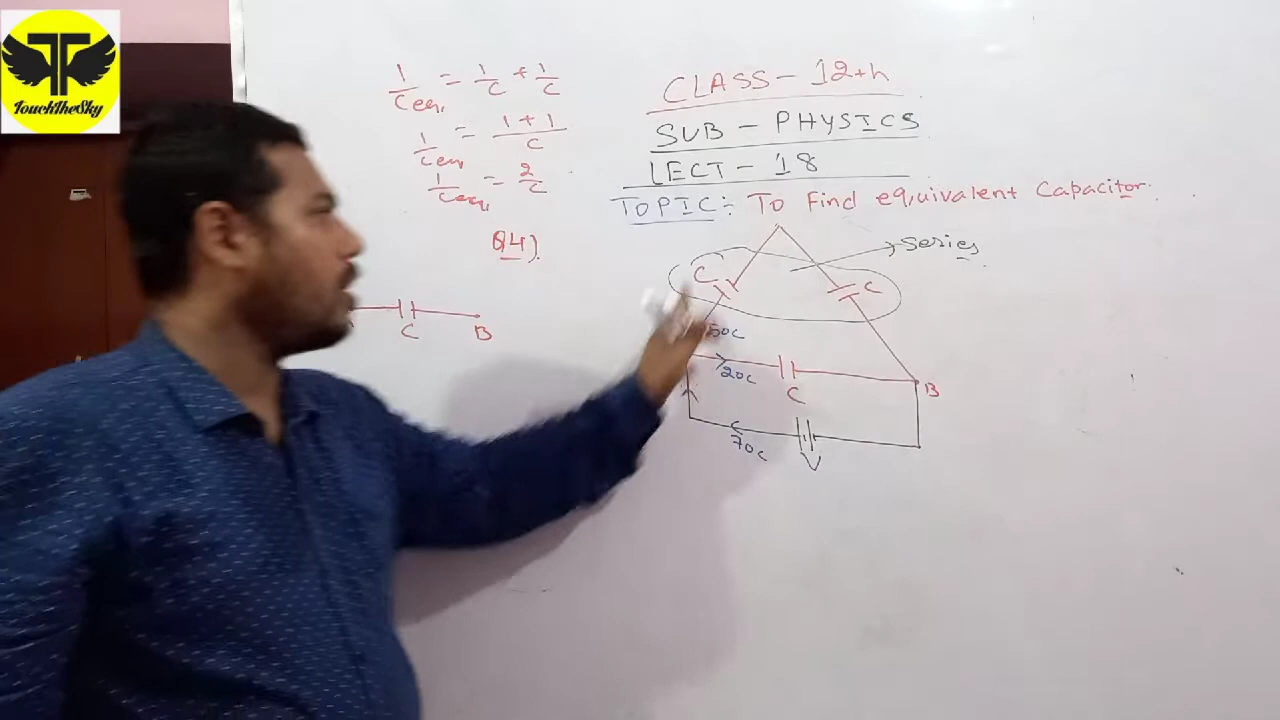 TouchTheSky
1/Ceq. = 1/C + 1/C
1/Ceq. = 1+1/C
1/Ceq. = 2/C
Q4).
C
B
CLASS - 12th
SUB - PHYSICS
LECT - 18
TOPIC:- To Find equivalent Capacitor.
Series
C
C
50C
20C
C
B
70C
V